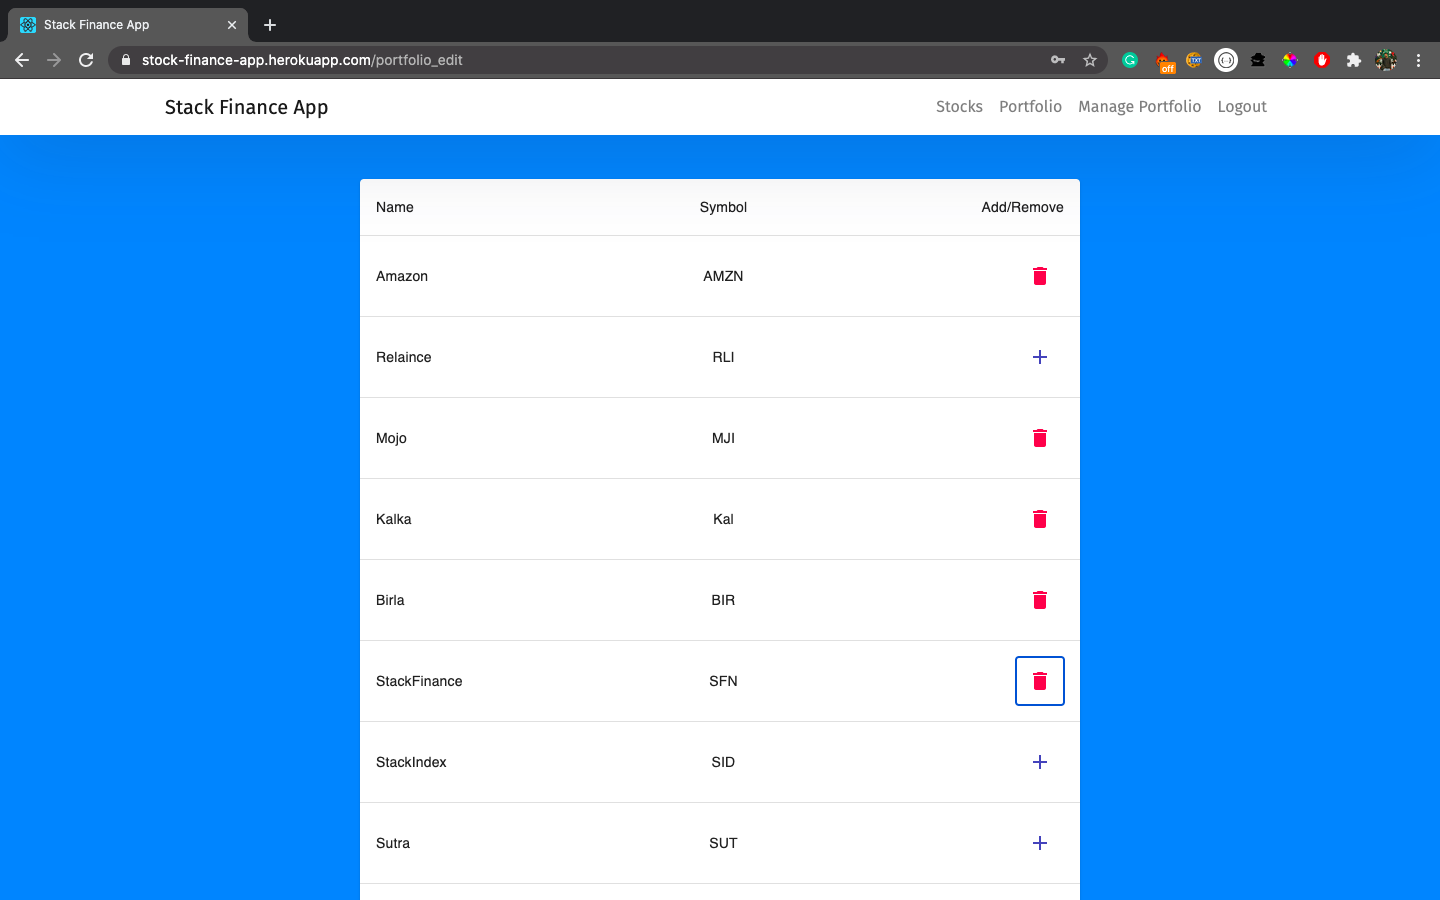 Stack Finance App
stock-finance-app.herokuapp.com/portfolio_edit
off
TXT
Stack Finance App Stocks Portfolio Manage Portfolio Logout
Name Symbol Add/Remove
Amazon AMZN
Relaince RLI
Mojo MJI
Kalka Kal
Birla BIR
StackFinance SFN
StackIndex SID
Sutra SUT